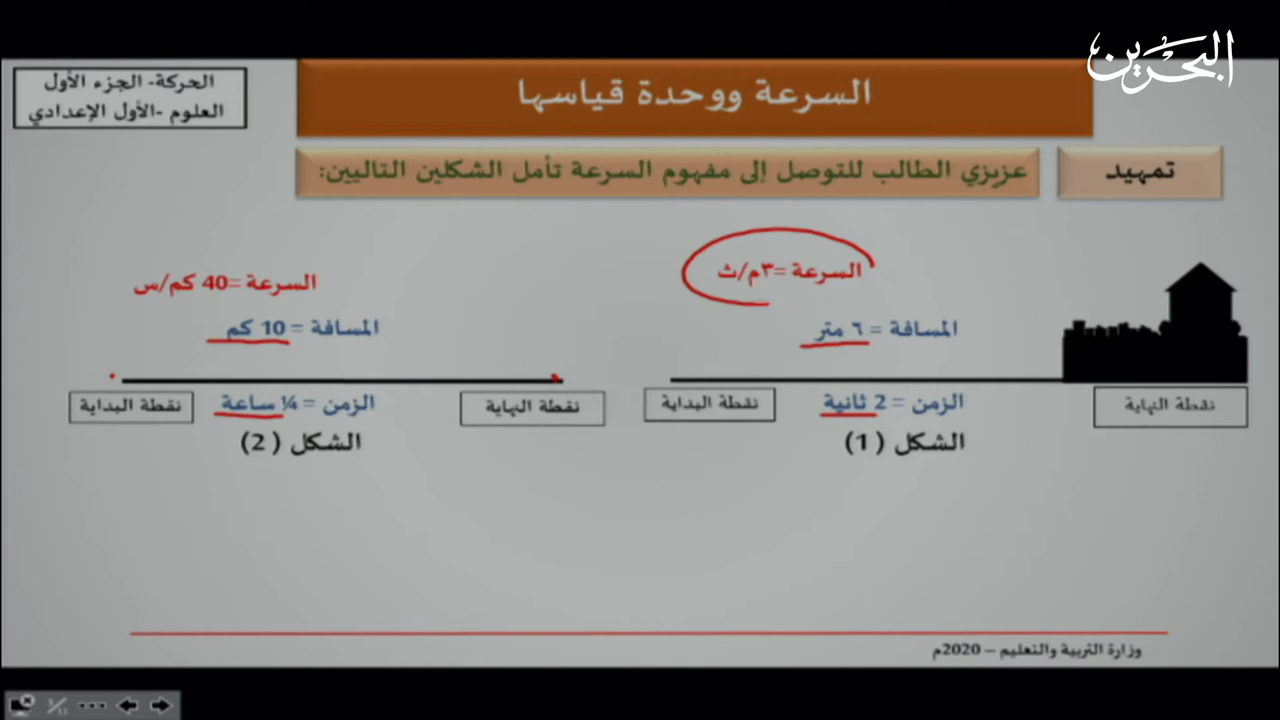 البحرين
الحركة- الجزء الأول
العلوم -الأول الإعدادي
السرعة ووحدة قياسها
تمهيد
عزيزي الطالب للتوصل إلى مفهوم السرعة تأمل الشكلين التاليين:
السرعة =٣م/ث
المسافة = ٦ متر
نقطة النهاية
نقطة البداية
الزمن = 2 ثانية
الشكل ( 1)
السرعة =40 كم/س
المسافة = 10 كم
نقطة النهاية
نقطة البداية
الزمن = ¼ ساعة
الشكل ( 2)
وزارة التربية والتعليم – 2020م